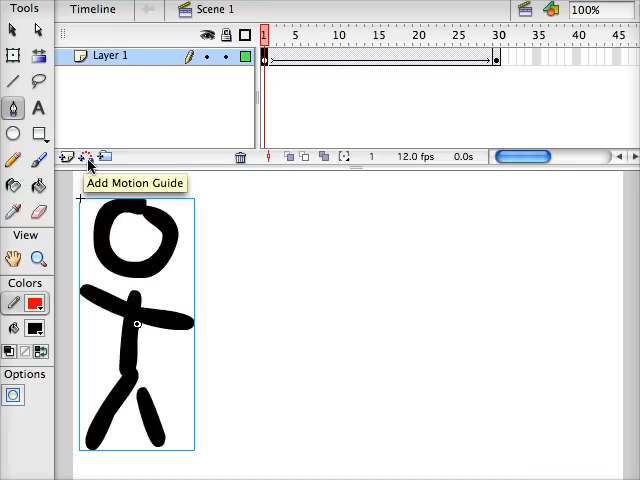 Tools
Timeline
Scene 1
100%
1 5 10 15 20 25 30 35 40 45
Layer 1
1 12.0 fps 0.0s
Add Motion Guide
A
View
Colors
Options